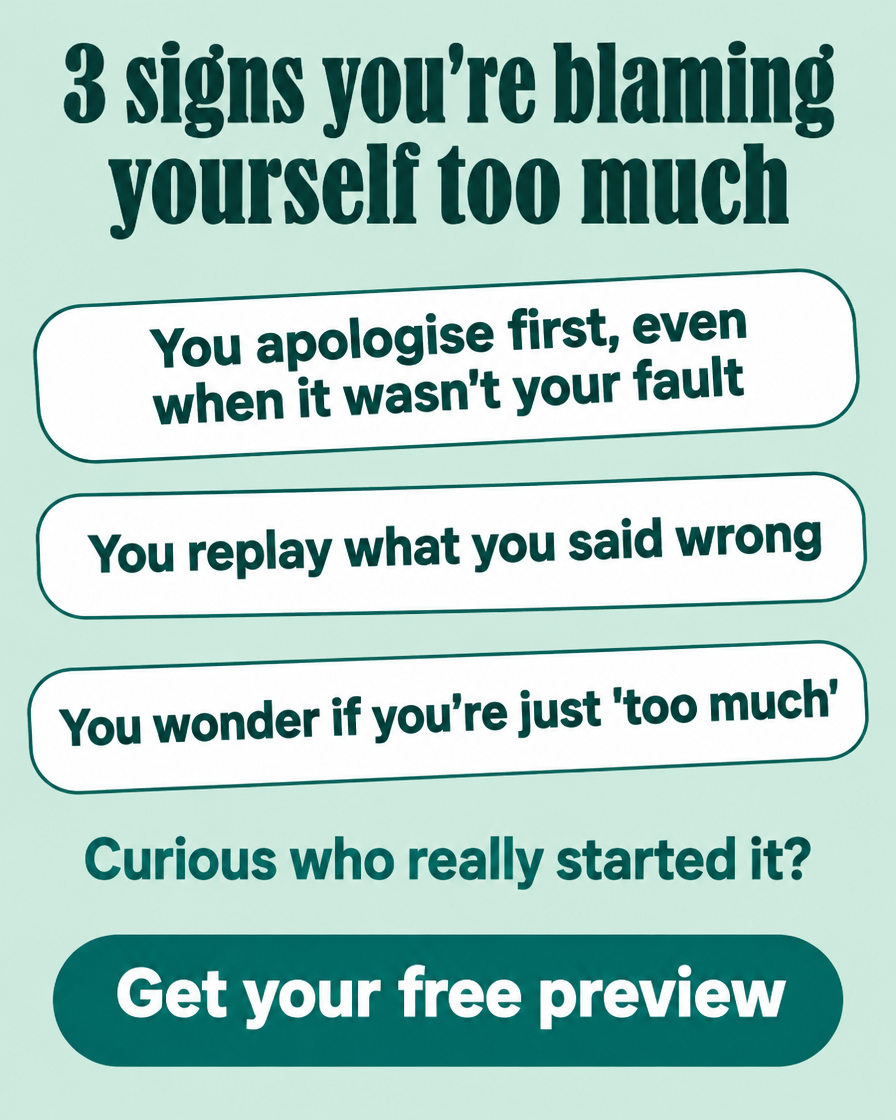 3 signs you’re blaming
yourself too much
You apologise first, even
when it wasn't your fault
You replay what you said wrong
You wonder if you’re just 'too much'
Curious who really started it?
Get your free preview